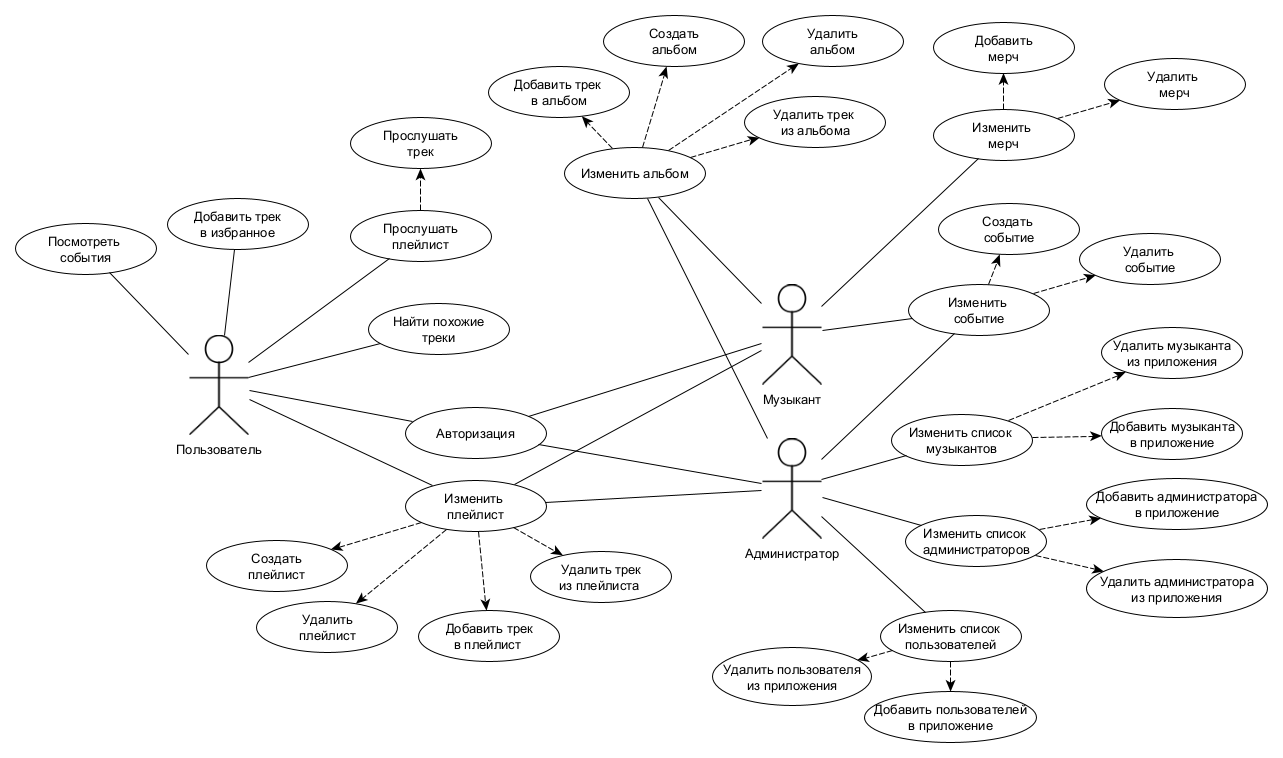 Создать
альбом
Удалить
альбом
Добавить
мерч
Удалить
мерч
Добавить трек
в альбом
Удалить трек
из альбома
Изменить
мерч
Прослушать
трек
Изменить альбом
Добавить трек
в избранное
Посмотреть
события
Прослушать
плейлист
Создать
событие
Удалить
событие
Изменить
событие
Найти похожие
треки
Удалить музыканта
из приложения
Музыкант
Авторизация
Пользователь
Изменить список
музыкантов
Добавить музыканта
в приложение
Изменить
плейлист
Добавить администратора
в приложение
Администратор
Изменить список
администраторов
Создать
плейлист
Удалить трек
из плейлиста
Удалить администратора
из приложения
Удалить
плейлист
Добавить трек
в плейлист
Изменить список
пользователей
Удалить пользователя
из приложения
Добавить пользователей
в приложение